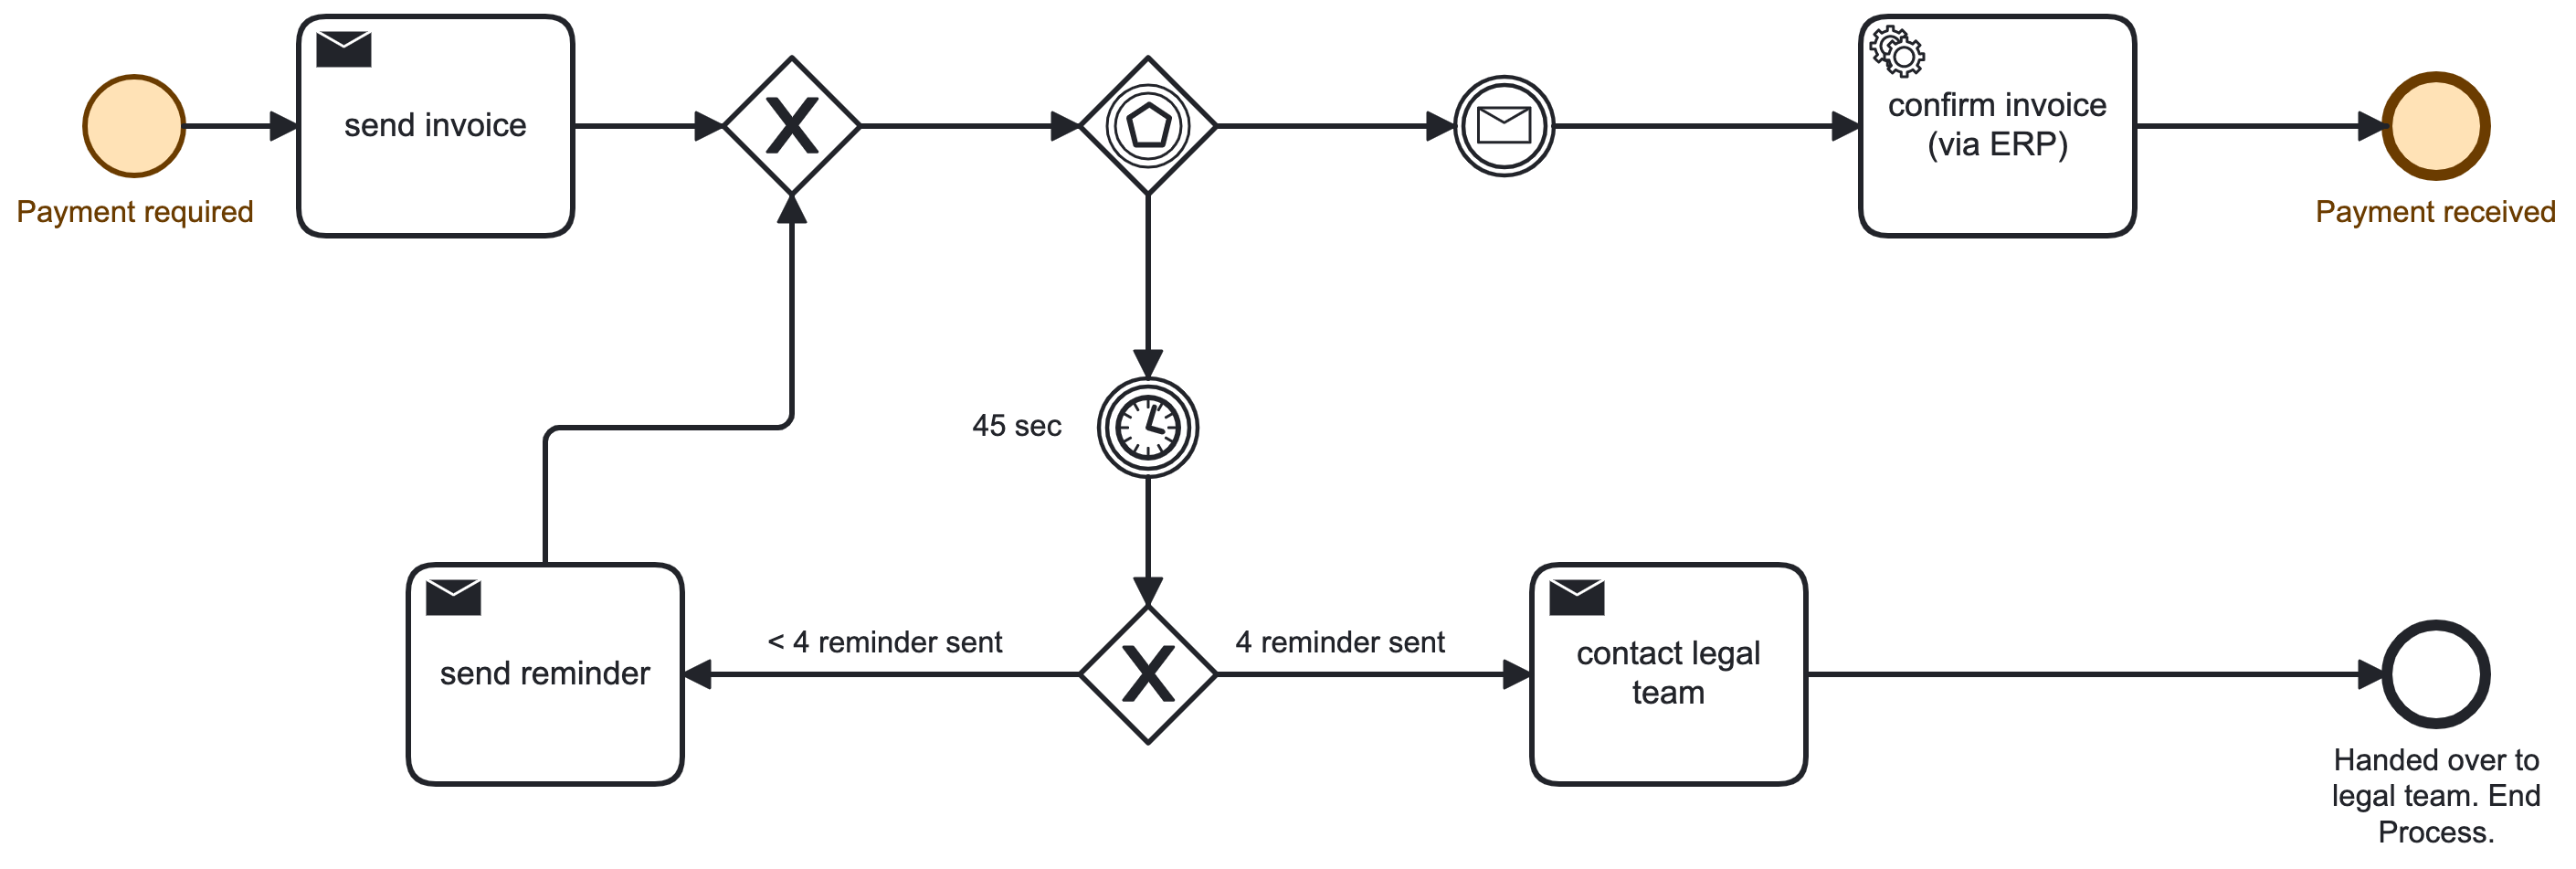 send invoice
confirm invoice
(via ERP)
Payment required
Payment received
45 sec
< 4 reminder sent
4 reminder sent
send reminder
contact legal
team
Handed over to
legal team. End
Process.